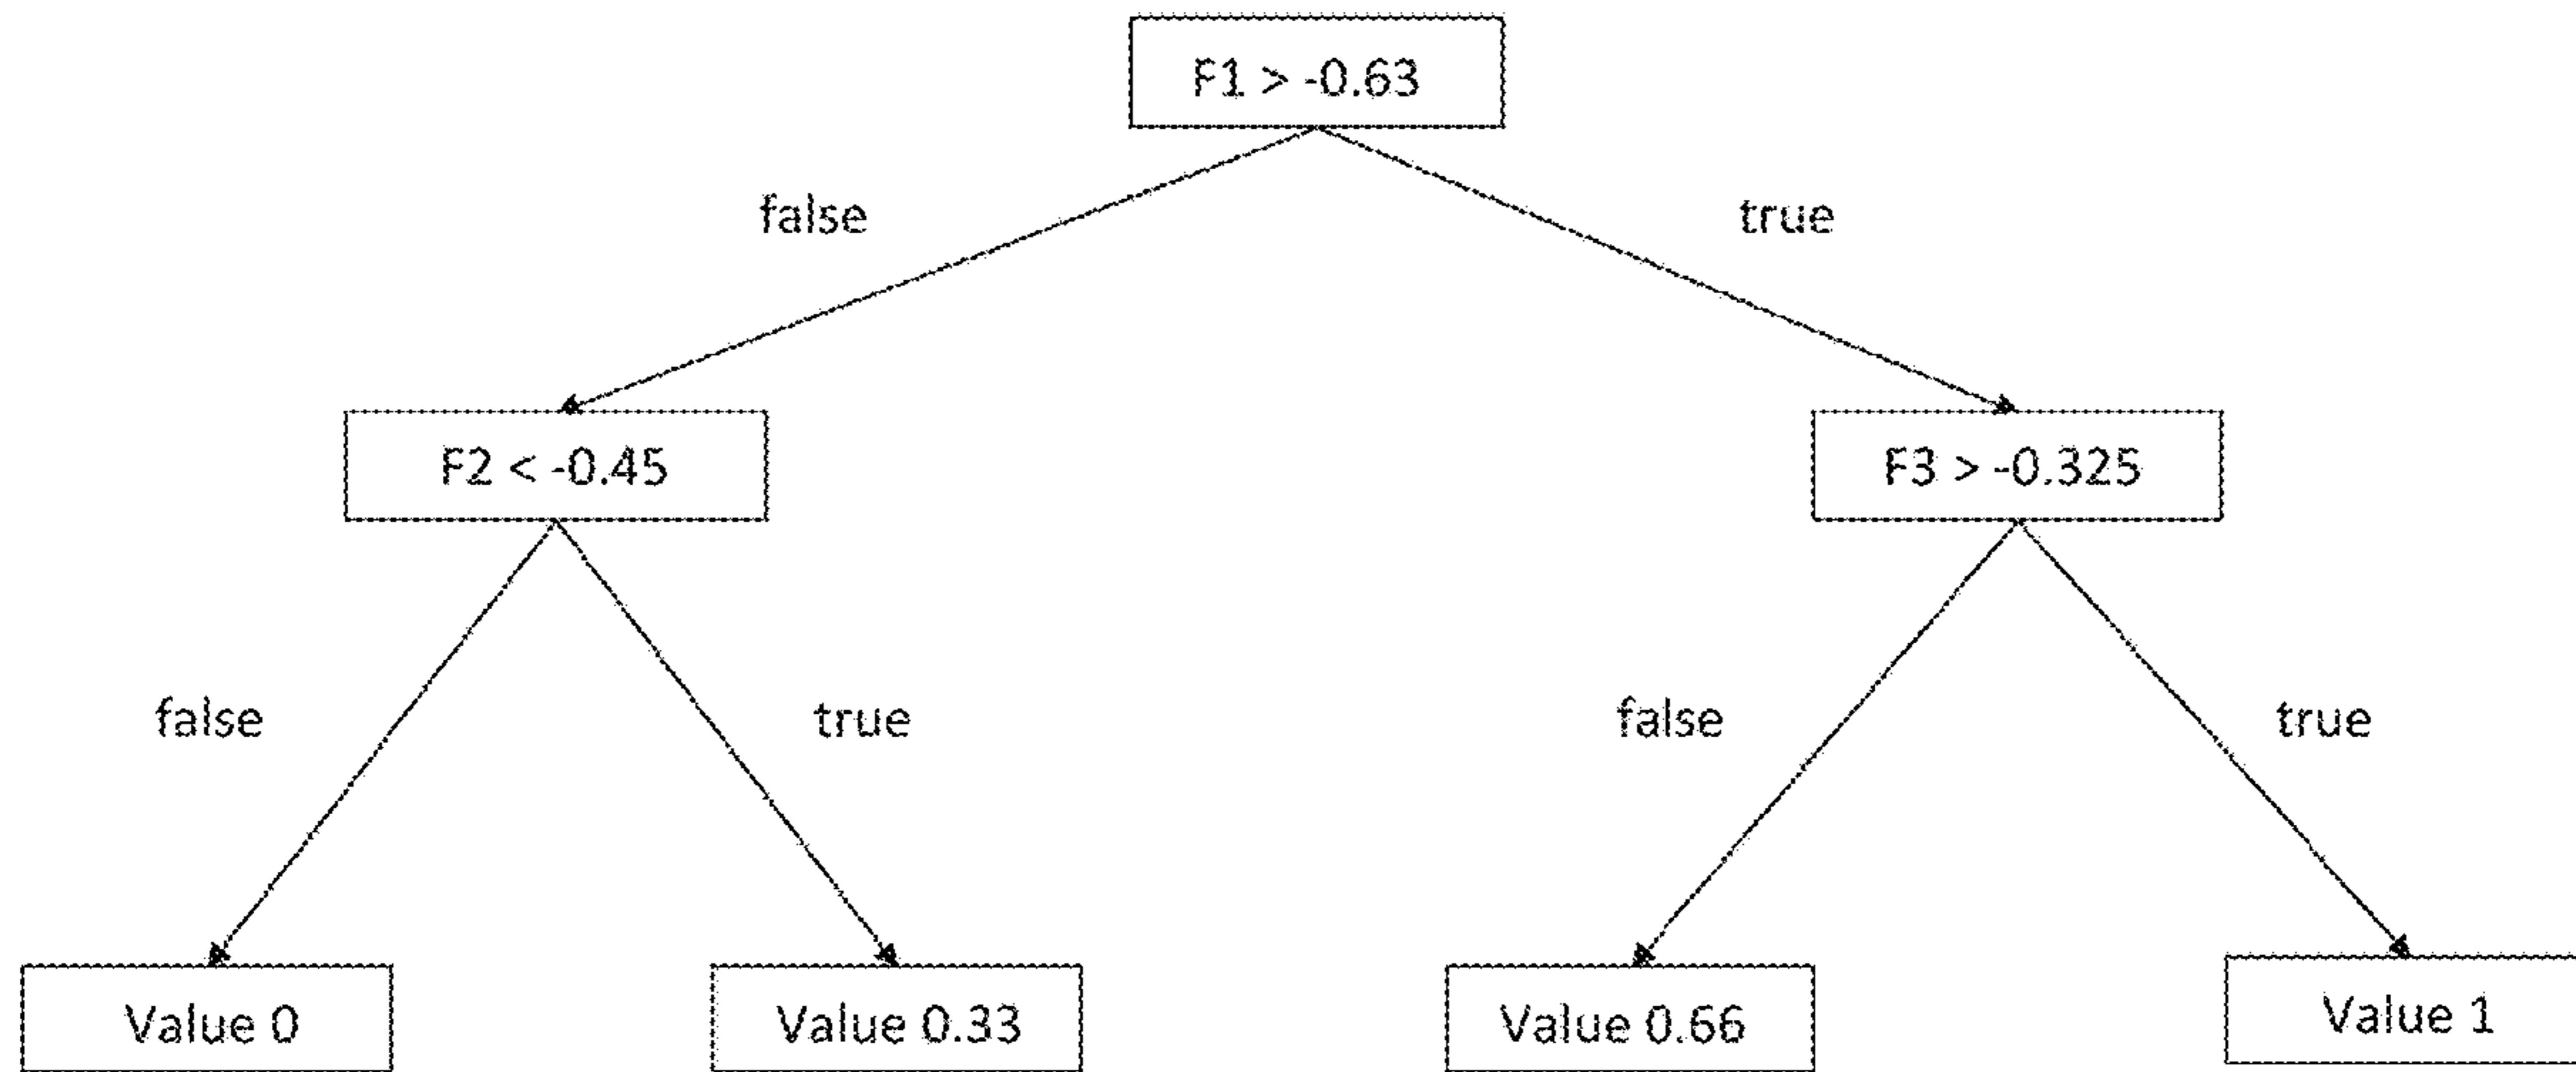 F1 > -0.63
false
true
F2 < -0.45
F3 > -0.325
false
true
false
true
Value 0
Value 0.33
Value 0.66
Value 1